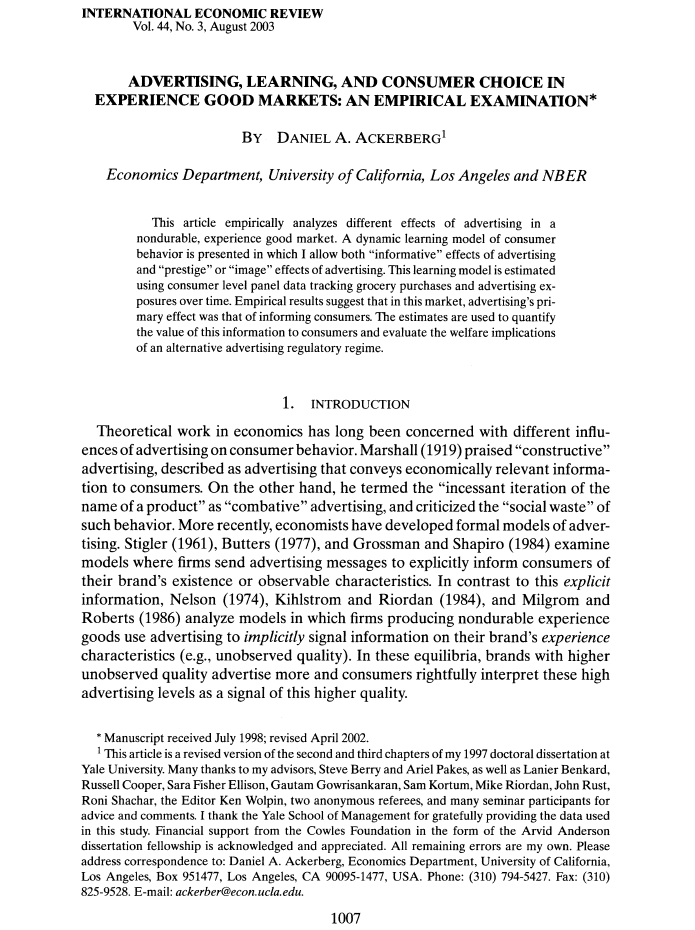 INTERNATIONAL ECONOMIC REVIEW
Vol. 44, No. 3, August 2003
ADVERTISING, LEARNING, AND CONSUMER CHOICE IN
EXPERIENCE GOOD MARKETS: AN EMPIRICAL EXAMINATION*
BY DANIEL A. ACKERBERG1
Economics Department, University of California, Los Angeles and NBER
This article empirically analyzes different effects of advertising in a
nondurable, experience good market. A dynamic learning model of consumer
behavior is presented in which I allow both “informative” effects of advertising
and “prestige” or “image” effects of advertising. This learning model is estimated
using consumer level panel data tracking grocery purchases and advertising ex-
posures over time. Empirical results suggest that in this market, advertising’s pri-
mary effect was that of informing consumers. The estimates are used to quantify
the value of this information to consumers and evaluate the welfare implications
of an alternative advertising regulatory regime.
1. INTRODUCTION
Theoretical work in economics has long been concerned with different influ-
ences of advertising on consumer behavior. Marshall (1919) praised “constructive”
advertising, described as advertising that conveys economically relevant informa-
tion to consumers. On the other hand, he termed the “incessant iteration of the
name of a product” as “combative” advertising, and criticized the “social waste” of
such behavior. More recently, economists have developed formal models of adver-
tising. Stigler (1961), Butters (1977), and Grossman and Shapiro (1984) examine
models where firms send advertising messages to explicitly inform consumers of
their brand’s existence or observable characteristics. In contrast to this explicit
information, Nelson (1974), Kihlstrom and Riordan (1984), and Milgrom and
Roberts (1986) analyze models in which firms producing nondurable experience
goods use advertising to implicitly signal information on their brand’s experience
characteristics (e.g., unobserved quality). In these equilibria, brands with higher
unobserved quality advertise more and consumers rightfully interpret these high
advertising levels as a signal of this higher quality.
* Manuscript received July 1998; revised April 2002.
1 This article is a revised version of the second and third chapters of my 1997 doctoral dissertation at
Yale University. Many thanks to my advisors, Steve Berry and Ariel Pakes, as well as Lanier Benkard,
Russell Cooper, Sara Fisher Ellison, Gautam Gowrisankaran, Sam Kortum, Mike Riordan, John Rust,
Roni Shachar, the Editor Ken Wolpin, two anonymous referees, and many seminar participants for
advice and comments. I thank the Yale School of Management for gratefully providing the data used
in this study. Financial support from the Cowles Foundation in the form of the Arvid Anderson
dissertation fellowship is acknowledged and appreciated. All remaining errors are my own. Please
address correspondence to: Daniel A. Ackerberg, Economics Department, University of California,
Los Angeles, Box 951477, Los Angeles, CA 90095-1477, USA. Phone: (310) 794-5427. Fax: (310)
825-9528. E-mail: ackerber@econ.ucla.edu.
1007